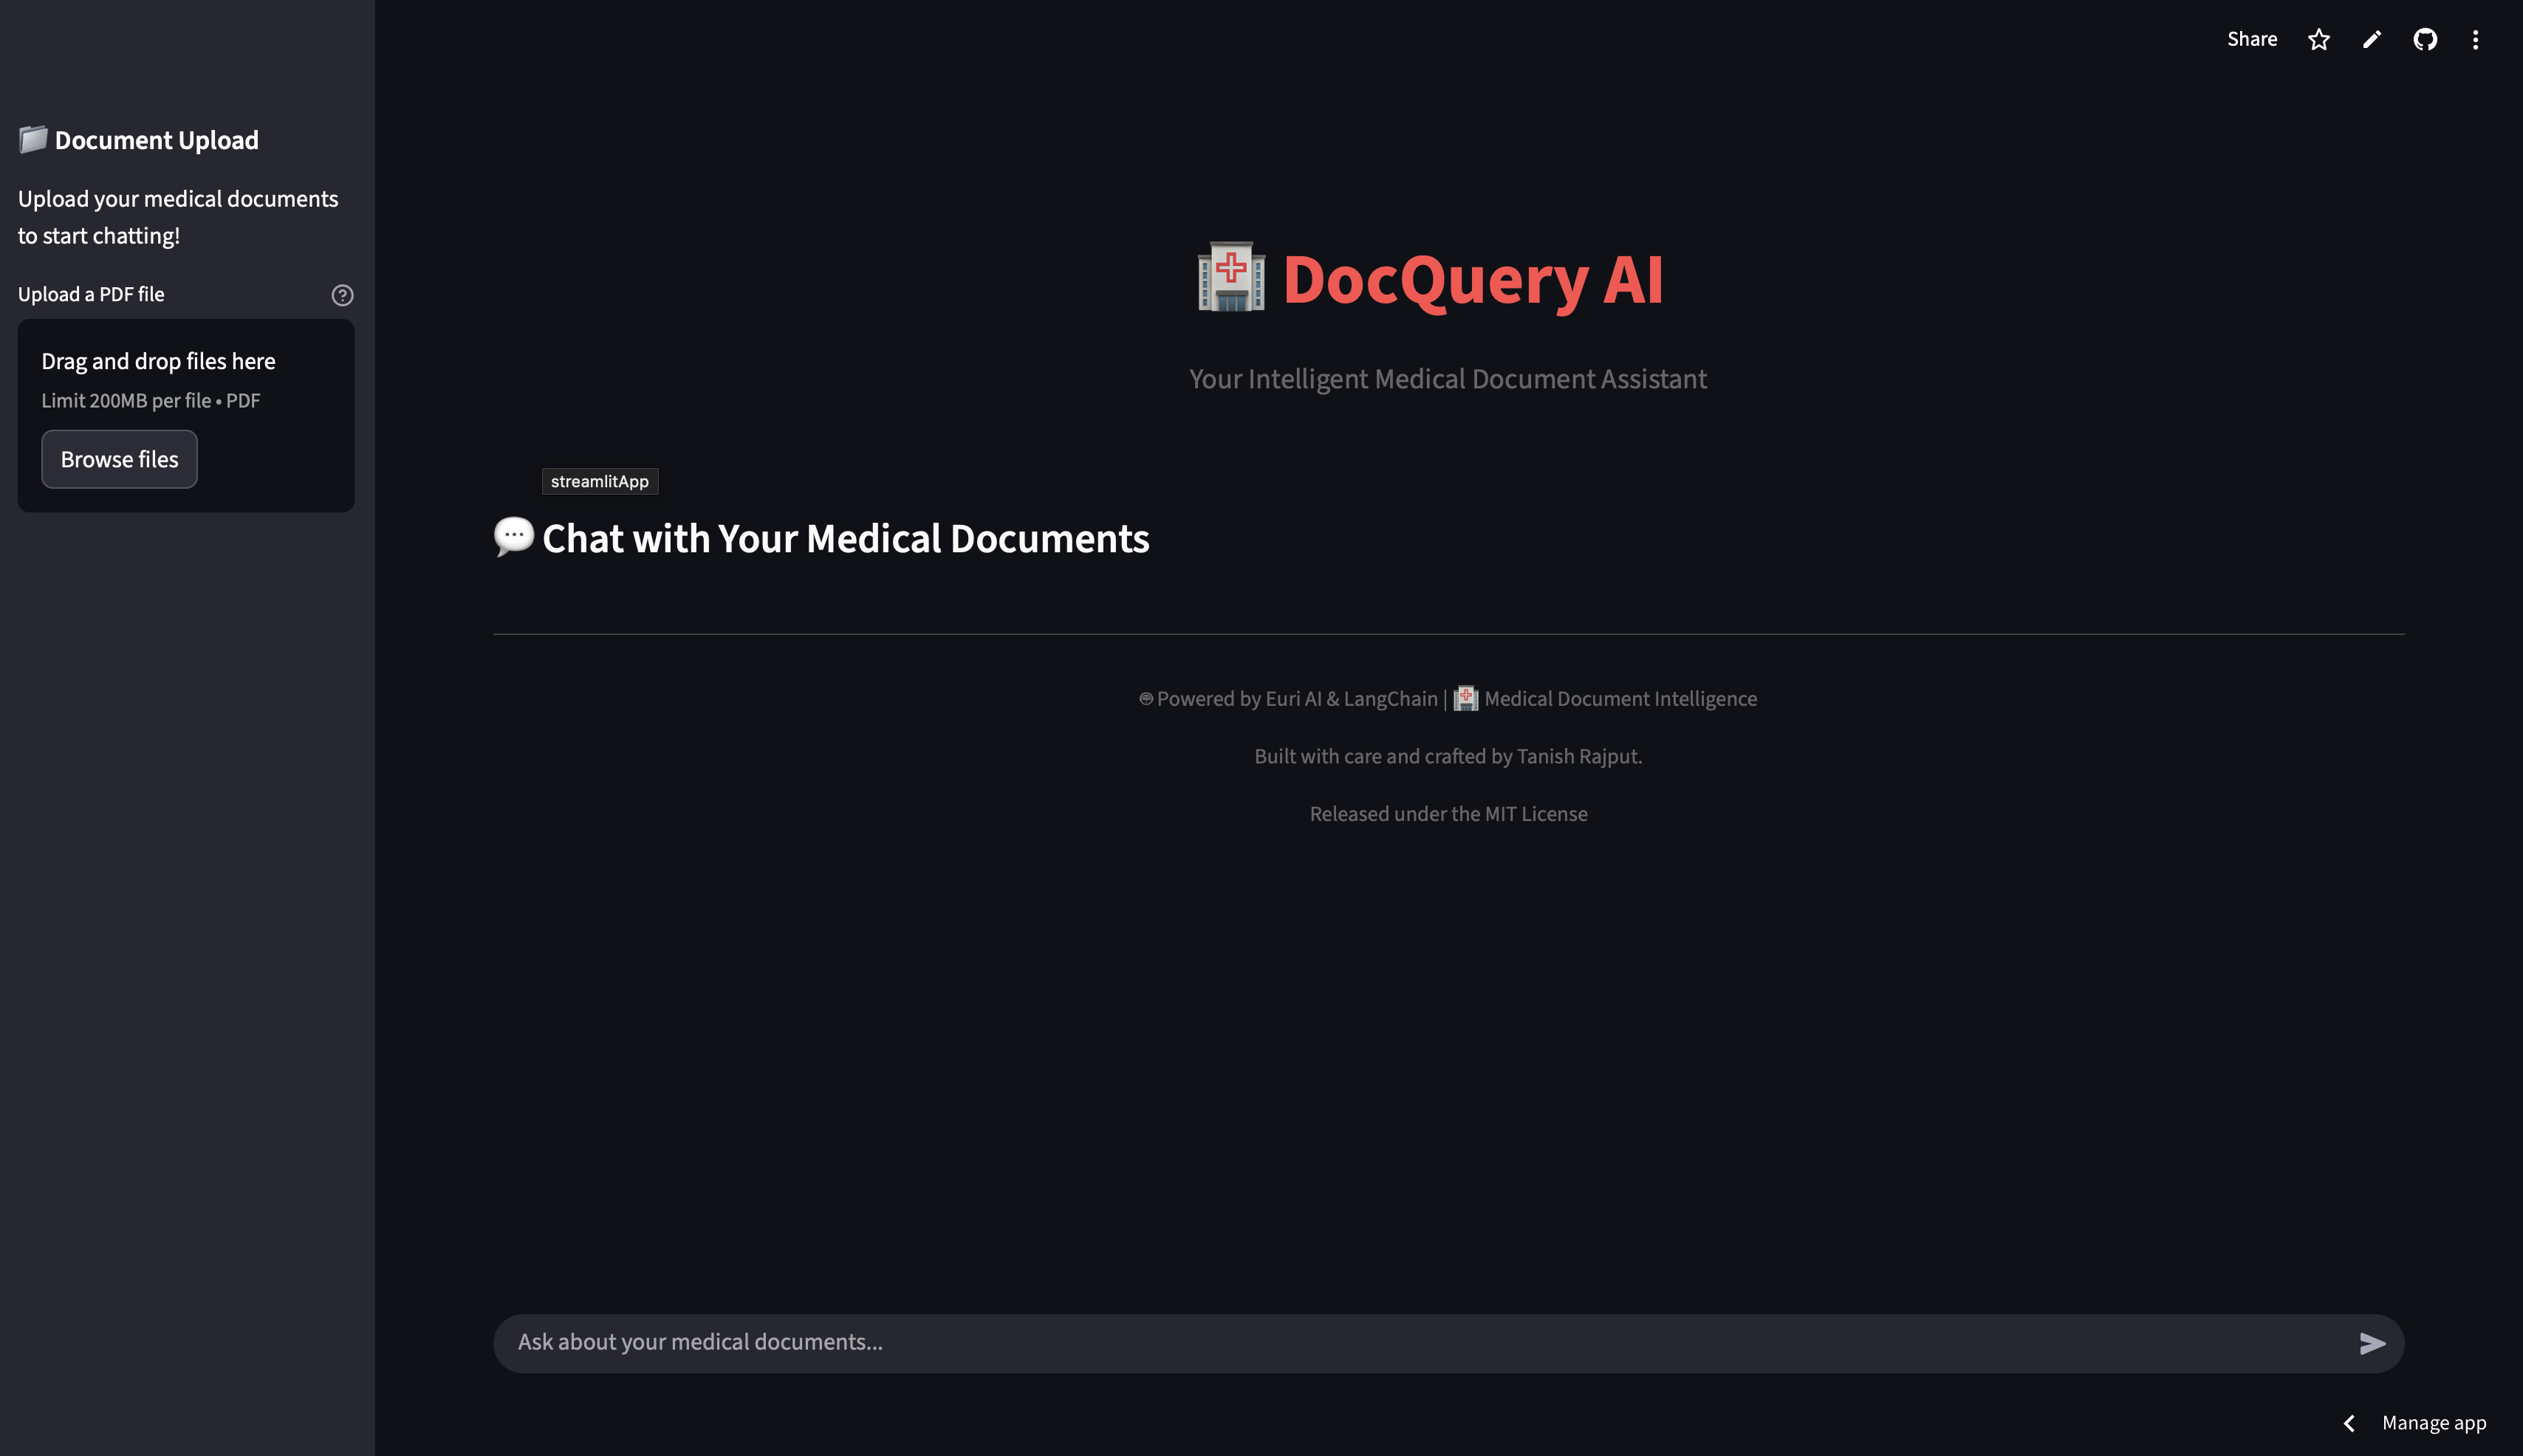 Share
Document Upload
Upload your medical documents
to start chatting!
Upload a PDF file
Drag and drop files here
Limit 200MB per file • PDF
Browse files
DocQuery AI
Your Intelligent Medical Document Assistant
streamlitApp
Chat with Your Medical Documents
Powered by Euri AI & LangChain | Medical Document Intelligence
Built with care and crafted by Tanish Rajput.
Released under the MIT License
Ask about your medical documents...
Manage app